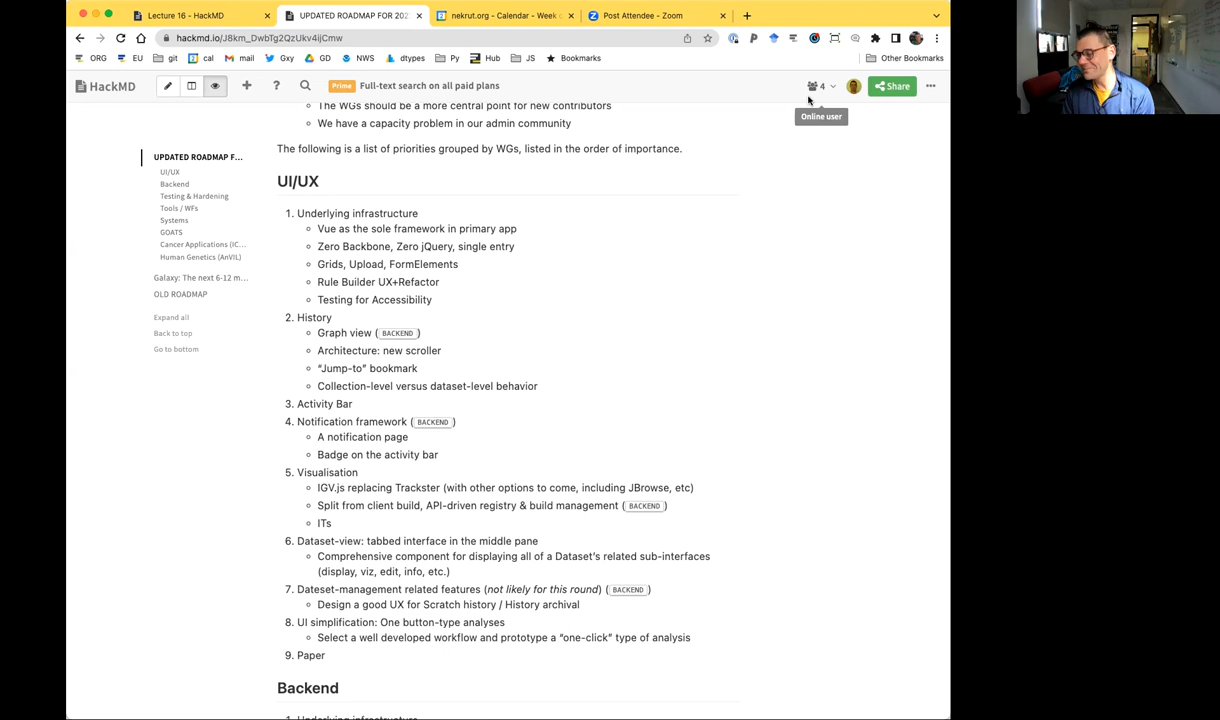 Lecture 16 - HackMD
UPDATED ROADMAP FOR 202
nekrut.org - Calendar - Week o
Post Attendee - Zoom
hackmd.io/J8km_DwbTg2QzUkv4ijCmw
ORG
EU
git
cal
mail
Gxy
GD
NWS
dtypes
Py
Hub
JS
Bookmarks
Other Bookmarks
HackMD
Prime
Full-text search on all paid plans
4
Share
Online user
The WGs should be a more central point for new contributors
We have a capacity problem in our admin community
The following is a list of priorities grouped by WGs, listed in the order of importance.
UPDATED ROADMAP F...
UI/UX
Backend
Testing & Hardening
Tools / WFs
Systems
GOATS
Cancer Applications (IC...
Human Genetics (AnVIL)
Galaxy: The next 6-12 m...
OLD ROADMAP
Expand all
Back to top
Go to bottom
UI/UX
1. Underlying infrastructure
Vue as the sole framework in primary app
Zero Backbone, Zero jQuery, single entry
Grids, Upload, FormElements
Rule Builder UX+Refactor
Testing for Accessibility
2. History
Graph view ( BACKEND )
Architecture: new scroller
“Jump-to” bookmark
Collection-level versus dataset-level behavior
3. Activity Bar
4. Notification framework ( BACKEND )
A notification page
Badge on the activity bar
5. Visualisation
IGV.js replacing Trackster (with other options to come, including JBrowse, etc)
Split from client build, API-driven registry & build management ( BACKEND )
ITs
6. Dataset-view: tabbed interface in the middle pane
Comprehensive component for displaying all of a Dataset’s related sub-interfaces
(display, viz, edit, info, etc.)
7. Dateset-management related features (not likely for this round) ( BACKEND )
Design a good UX for Scratch history / History archival
8. UI simplification: One button-type analyses
Select a well developed workflow and prototype a “one-click” type of analysis
9. Paper
Backend
1. Underlying infrastructure